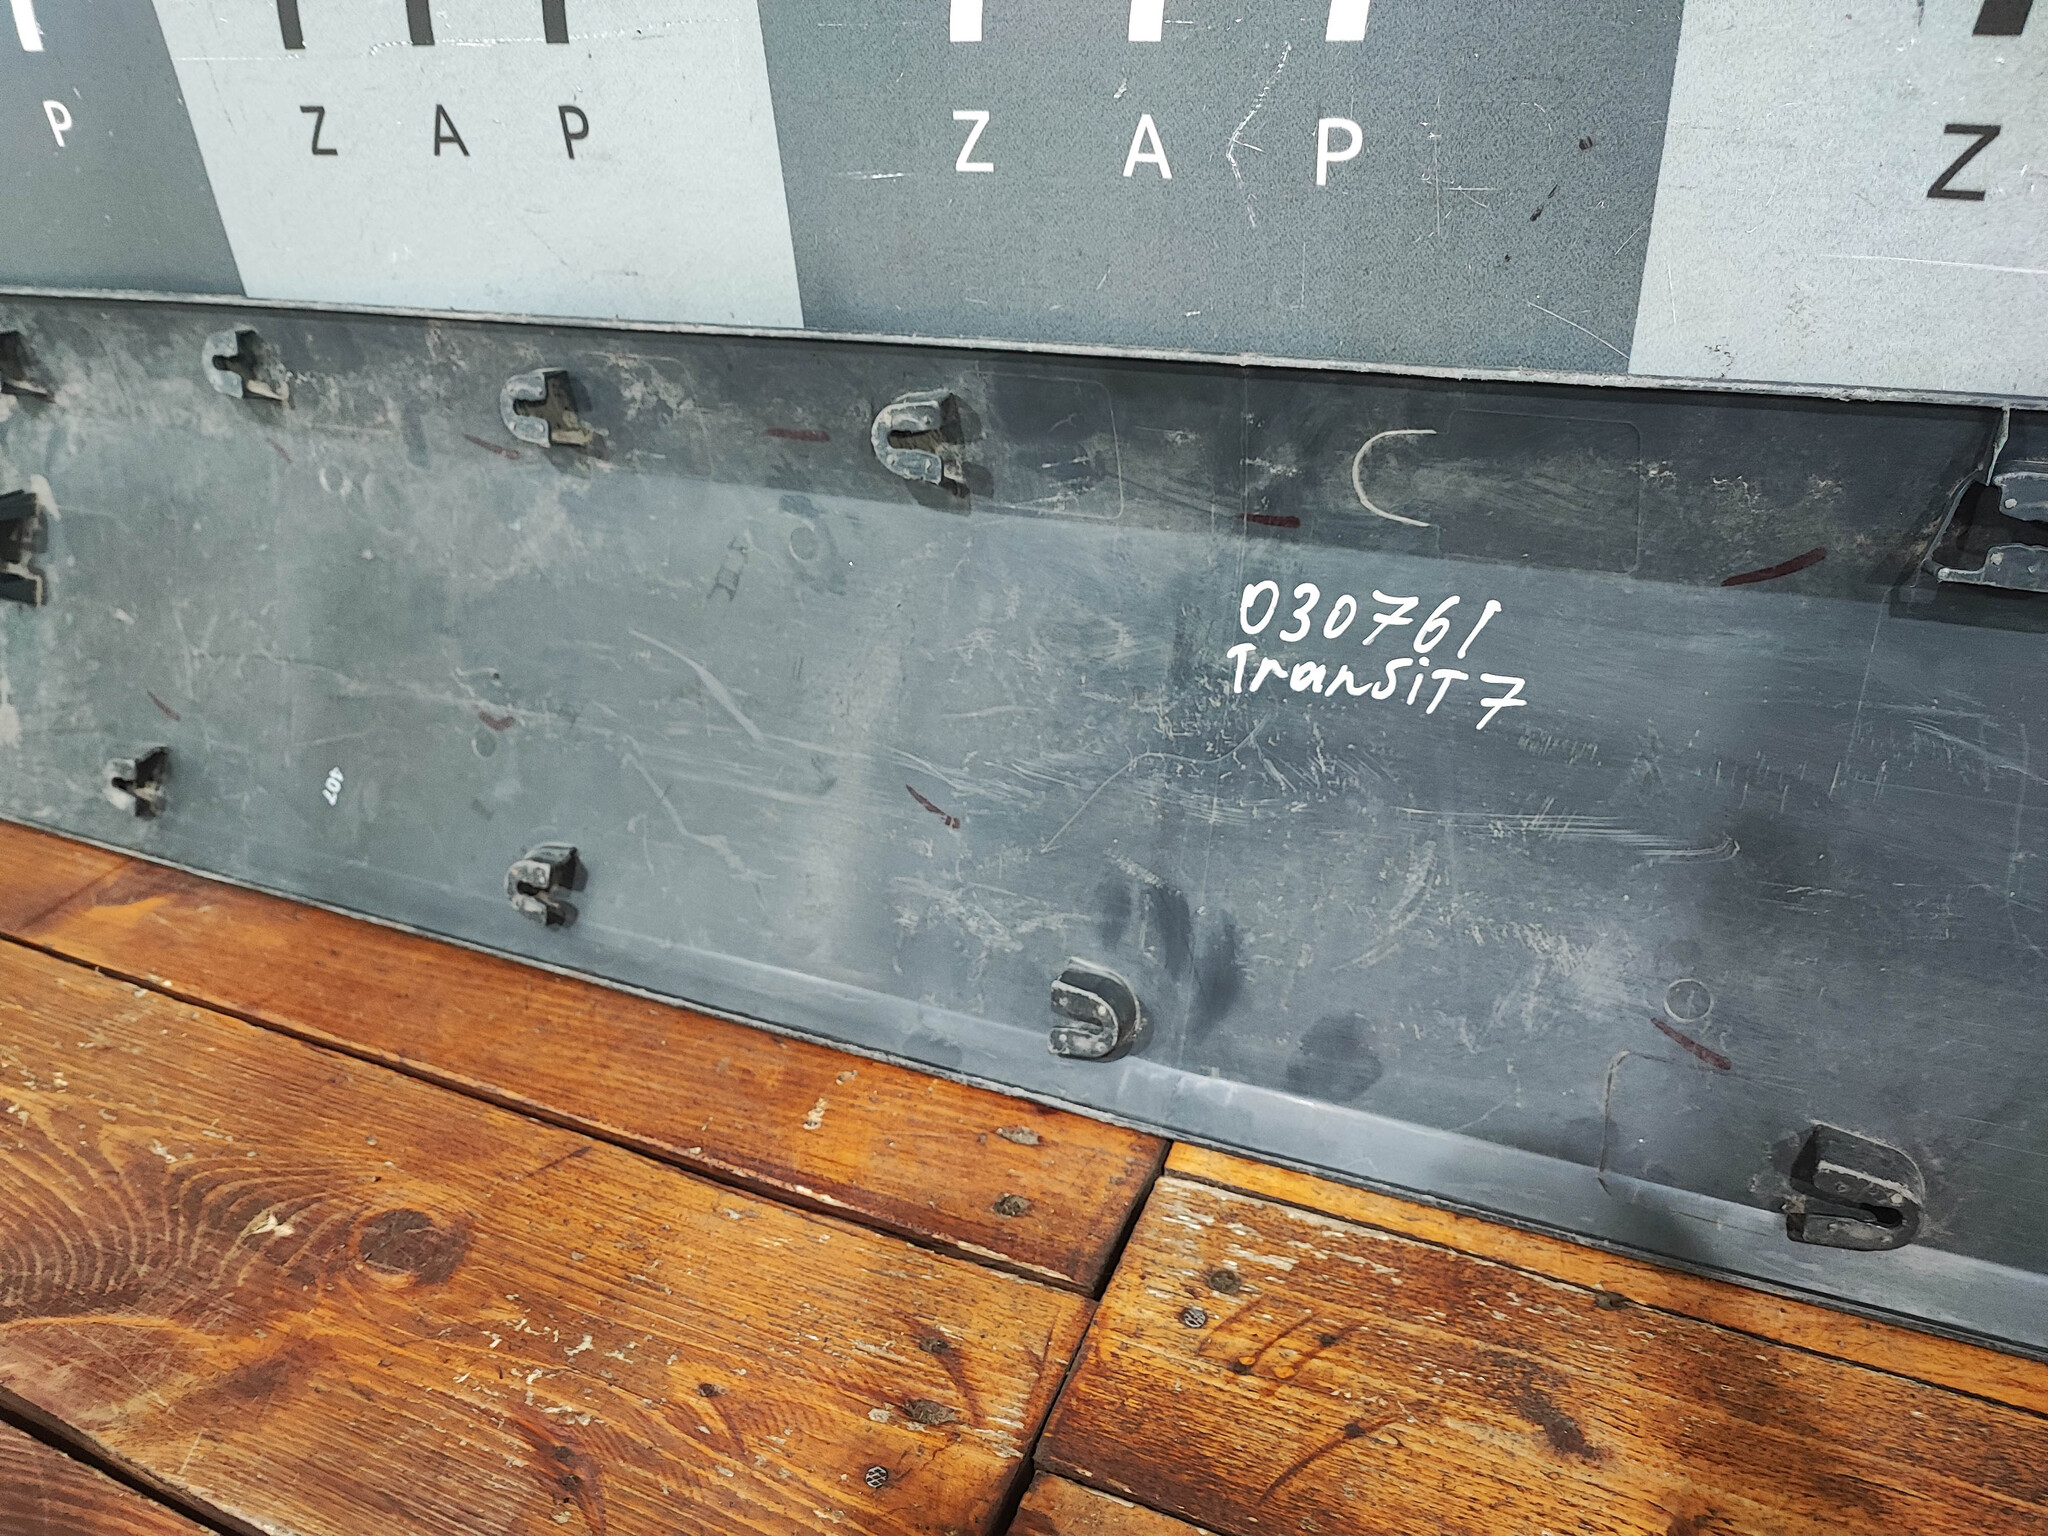 P
Z A P
Z A P
Z
030761
Transit 7
407